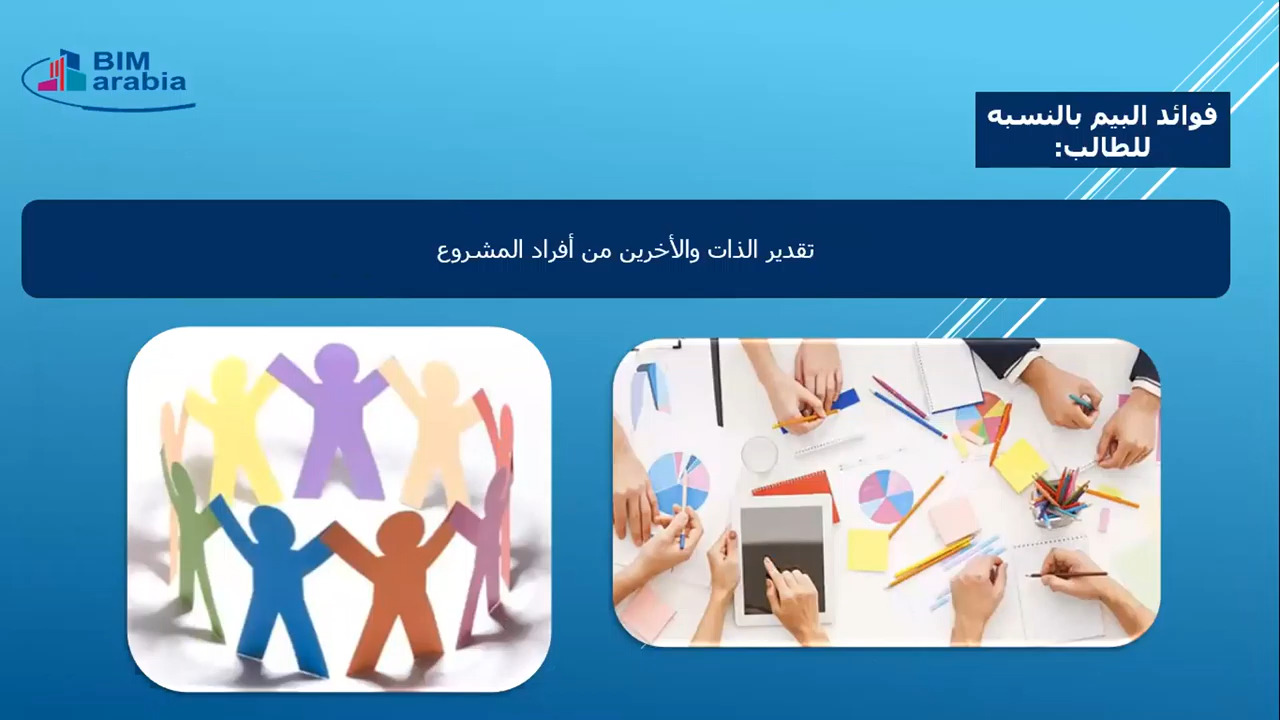 BIM
arabia
فوائد البيم بالنسبه
للطالب:
تقدير الذات والأخرين من أفراد المشروع